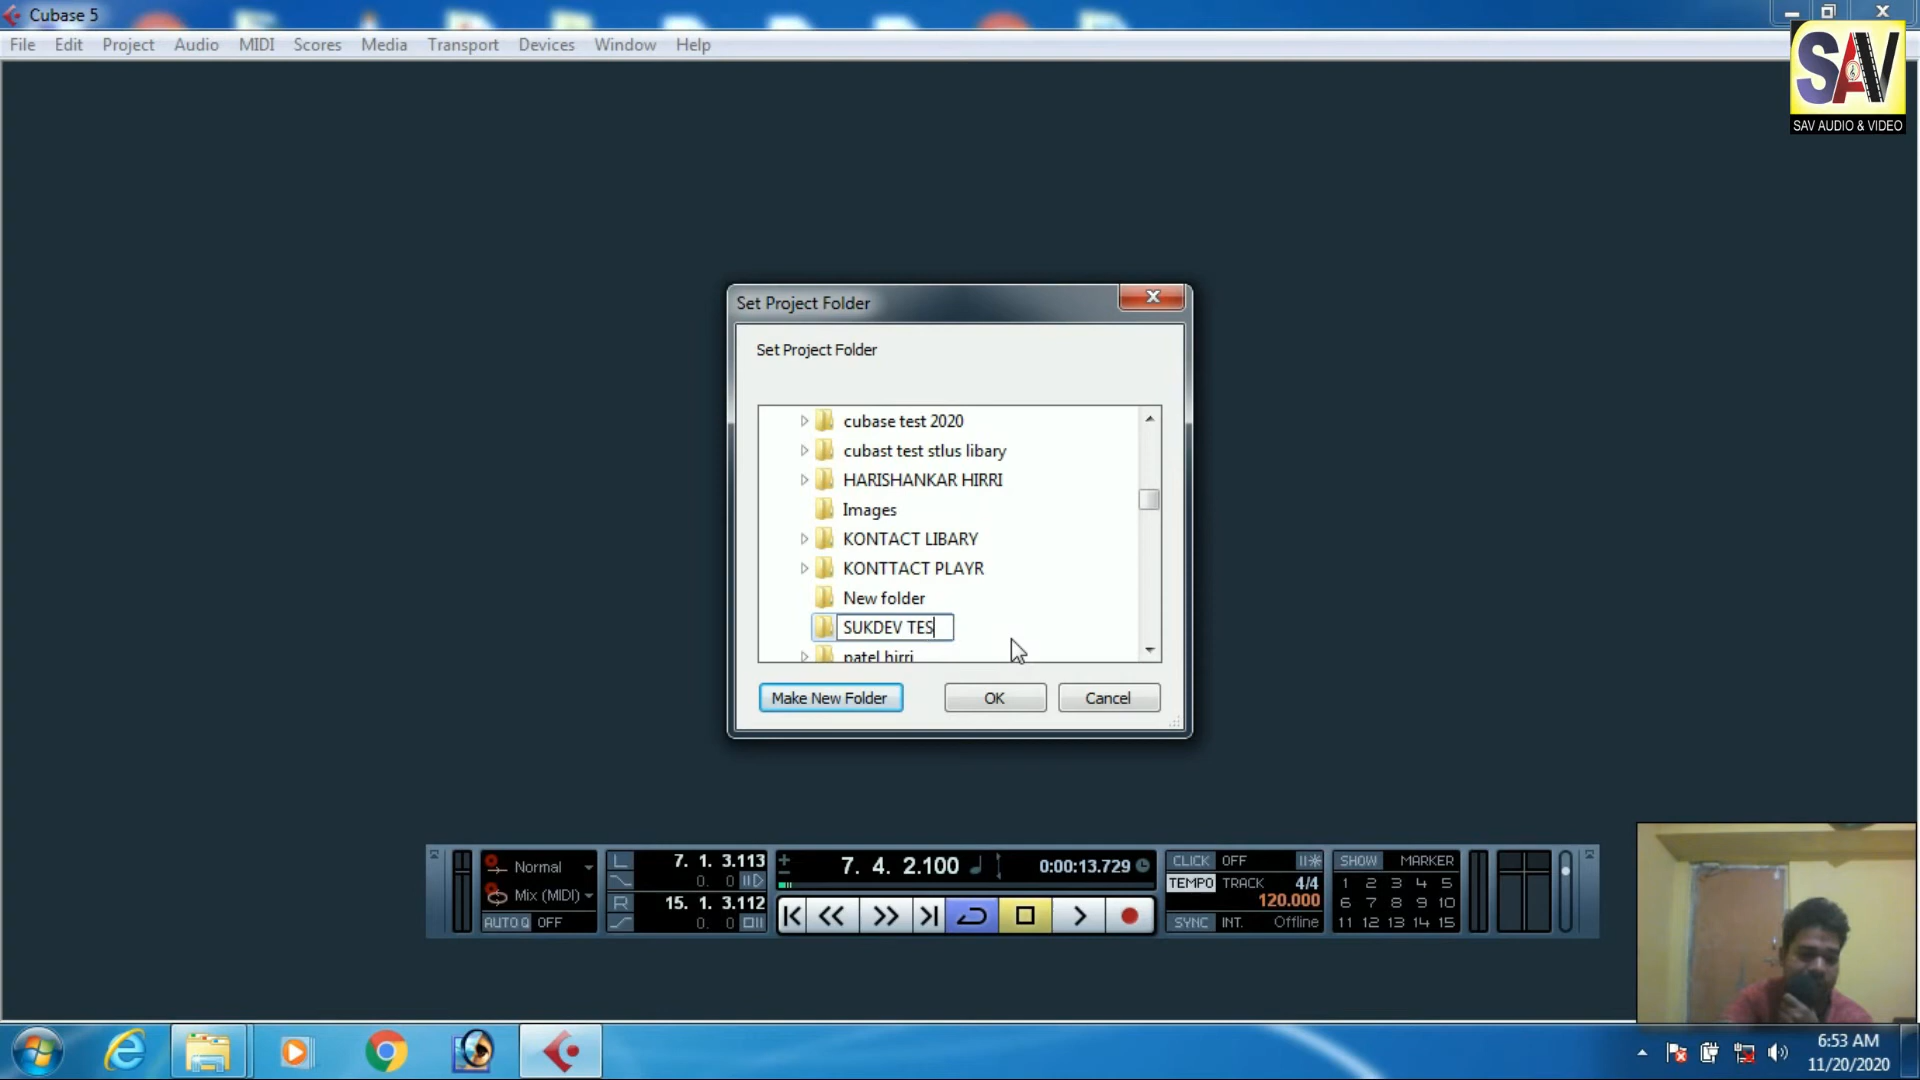 Cubase 5
File Edit Project Audio MIDI Scores Media Transport Devices Window Help
SAV
SAV AUDIO & VIDEO
Set Project Folder
Set Project Folder
cubase test 2020
cubast test stlus libary
HARISHANKAR HIRRI
Images
KONTACT LIBARY
KONTTACT PLAYR
New folder
SUKDEV TES
patel hirri
Make New Folder OK Cancel
Normal L 7. 1. 3.113 7. 4. 2.100 0:00:13.729 CLICK OFF SHOW MARKER
0. 0
Mix (MIDI) TEMPO TRACK 4/4 1 2 3 4 5
R 15. 1. 3.112 120.000 6 7 8 9 10
AUTO Q OFF 0. 0 SYNC INT. Offline 11 12 13 14 15
6:53 AM
11/20/2020